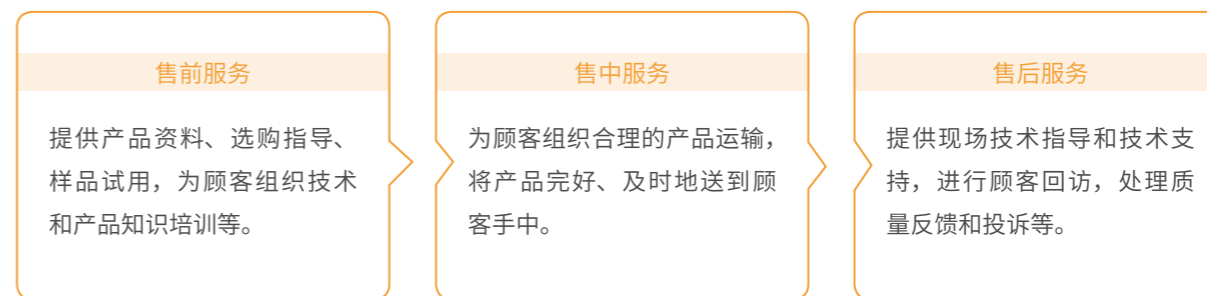 售前服务
提供产品资料、选购指导、
样品试用，为顾客组织技术
和产品知识培训等。
售中服务
为顾客组织合理的产品运输，
将产品完好、及时地送到顾
客手中。
售后服务
提供现场技术指导和技术支
持，进行顾客回访，处理质
量反馈和投诉等。